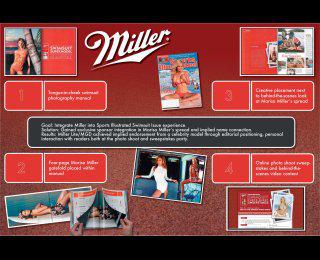 Miller
SWIMSUIT
1
Tongue-in-cheek swimsuit
photography manual
3
Creative placement next
to behind-the-scenes look
at Marisa Miller's spread
Goal: Integrate Miller into Sports Illustrated Swimsuit Issue experience.
Solution: Gained exclusive sponsor integration in Marisa Miller's spread and implied name connection.
Results: Miller Lite/MGD achieved implied endorsement from a celebrity model through editorial positioning, personal
interaction with readers both at the photo shoot and sweepstakes party.
2
Four-page Marisa Miller
gatefold placed within
manual
4
Online photo shoot sweep-
stakes and behind-the-
scenes video content